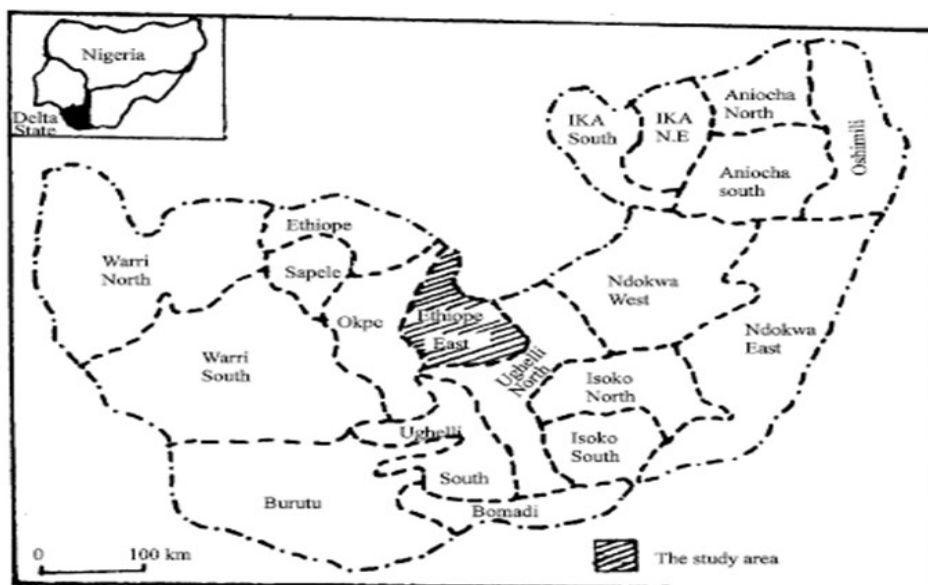 Nigeria
Delta
State
IKA
South
IKA
N.E
Aniocha
North
Oshimili
Aniocha
south
Ethiope
Warri
North
Sapele
Ndokwa
West
Okpe
Ethiope
East
Ndokwa
East
Warri
South
Ughelli
North
Isoko
North
Ughelli
South
Isoko
South
Burutu
Bomadi
0 100 km
The study area